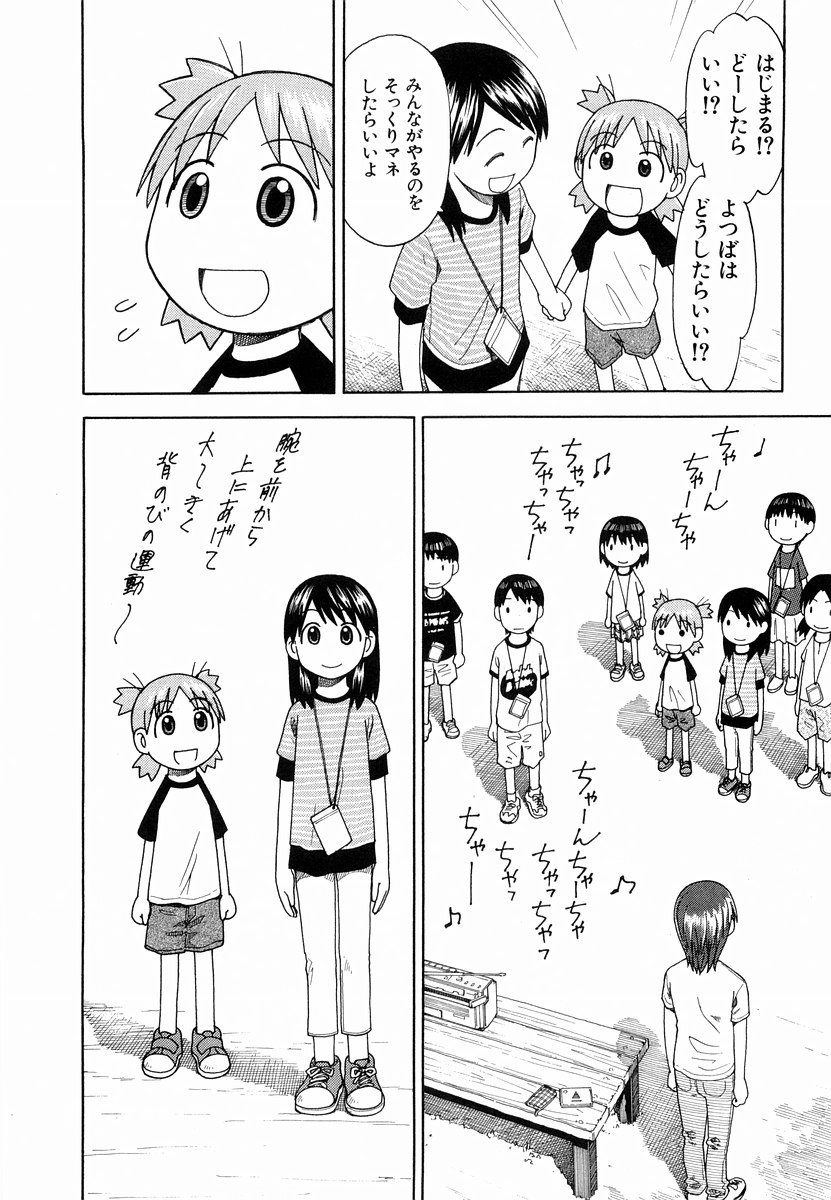 はじまる!?
どーしたら
いい!?
よつばは
どうしたらいい!?
みんながやるのを
そっくりマネ
したらいいよ
ちゃーん
ちゃーちゃ
ちゃっちゃっ
ちゃっちゃー
ちゃーんちゃーちゃ
ちゃっちゃっ
ちゃっ
ちゃー
腕を前から
上にあげて
大〜きく
背のびの運動〜